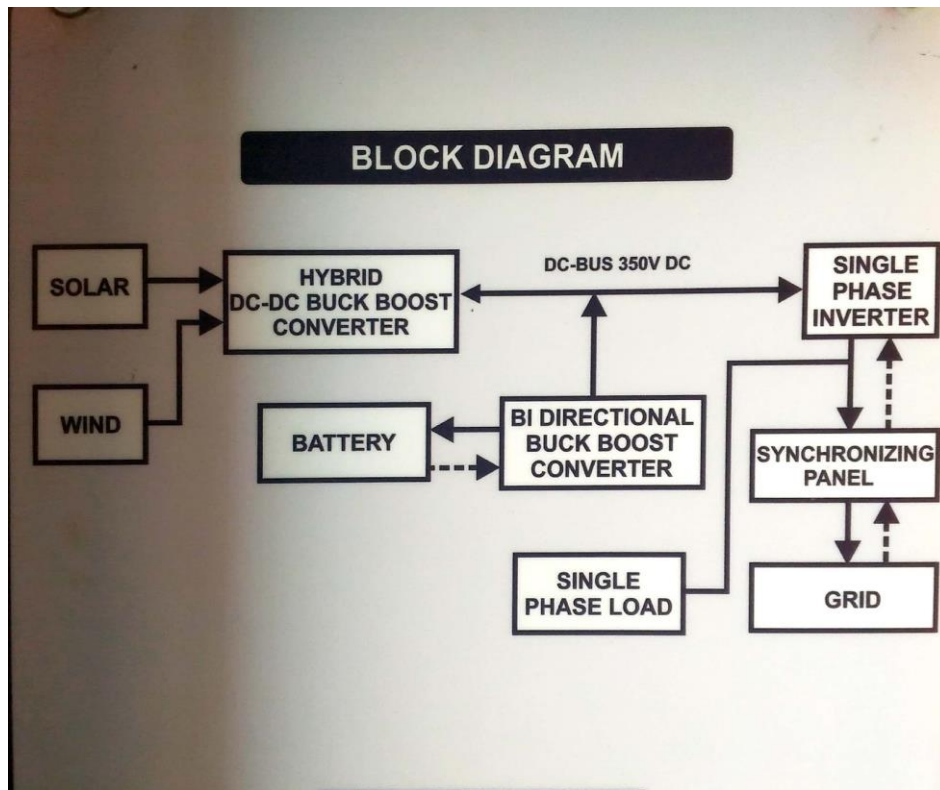 BLOCK DIAGRAM
SOLAR
HYBRID
DC-DC BUCK BOOST
CONVERTER
DC-BUS 350V DC
SINGLE
PHASE
INVERTER
WIND
BATTERY
BI DIRECTIONAL
BUCK BOOST
CONVERTER
SYNCHRONIZING
PANEL
SINGLE
PHASE LOAD
GRID